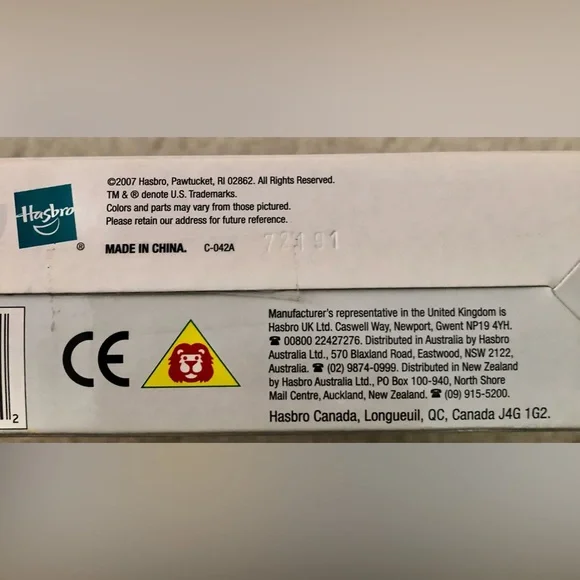 Hasbro
®
©2007 Hasbro, Pawtucket, RI 02862. All Rights Reserved.
TM & ® denote U.S. Trademarks.
Colors and parts may vary from those pictured.
Please retain our address for future reference.
MADE IN CHINA. C-042A
CE
2
Manufacturer's representative in the United Kingdom is
Hasbro UK Ltd. Caswell Way, Newport, Gwent NP19 4YH.
☎ 00800 22427276. Distributed in Australia by Hasbro
Australia Ltd., 570 Blaxland Road, Eastwood, NSW 2122,
Australia. ☎ (02) 9874-0999. Distributed in New Zealand
by Hasbro Australia Ltd., PO Box 100-940, North Shore
Mail Centre, Auckland, New Zealand. ☎ (09) 915-5200.
Hasbro Canada, Longueuil, QC, Canada J4G 1G2.